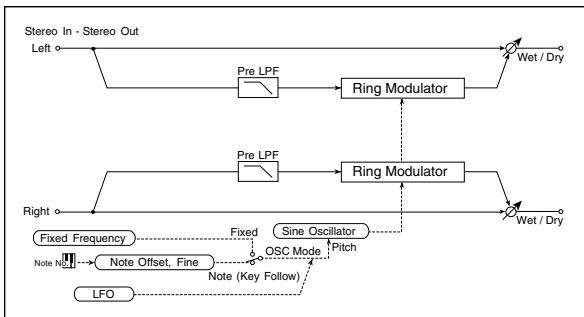 Stereo In - Stereo Out
Left
Wet / Dry
Pre LPF
Ring Modulator
Pre LPF
Ring Modulator
Right
Wet / Dry
Fixed Frequency
Fixed
Sine Oscillator
OSC Mode
Pitch
Note No.
Note Offset, Fine
Note (Key Follow)
LFO